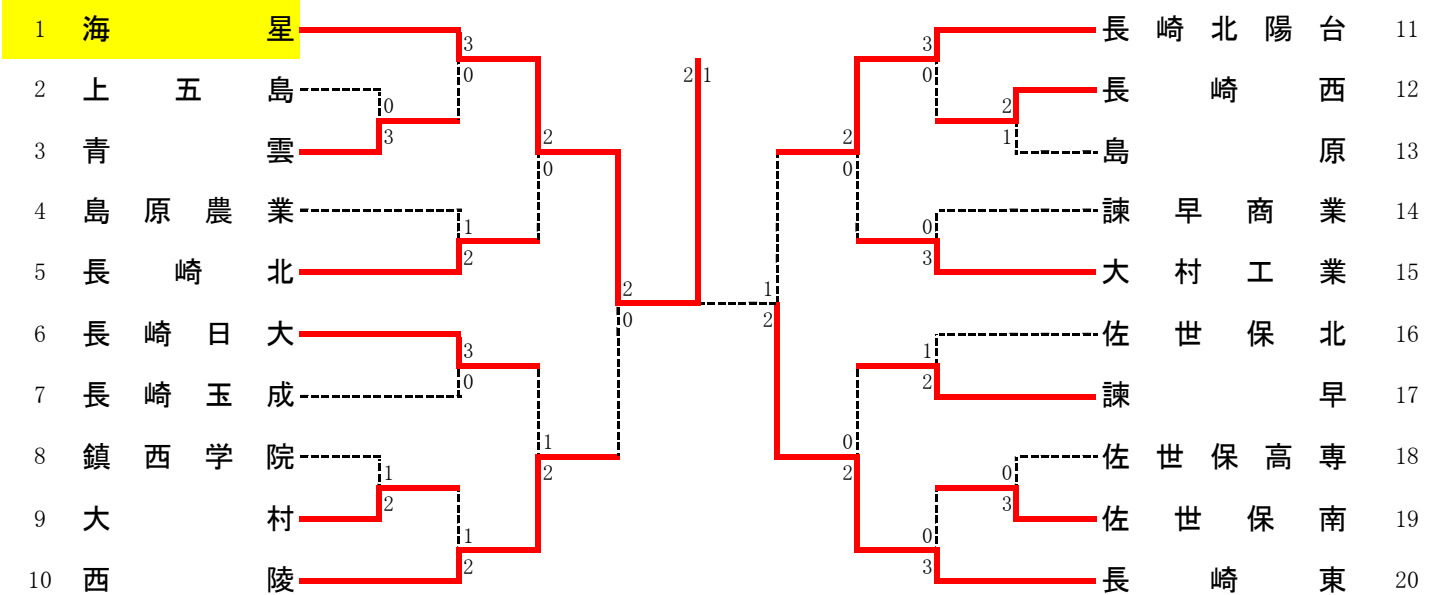 1 海星
2 上五島
3 青雲
4 島原農業
5 長崎北
6 長崎日大
7 長崎玉成
8 鎮西学院
9 大村
10 西陵
3
0
0
3
2
0
1
2
2
0
3
0
1
2
1
2
1
2
2 1
1
2
3
0
2
1
2
0
0
3
1
2
0
2
0
3
0
3
長崎北陽台 11
長崎西 12
島原 13
諫早商業 14
大村工業 15
佐世保北 16
諫早 17
佐世保高専 18
佐世保南 19
長崎東 20